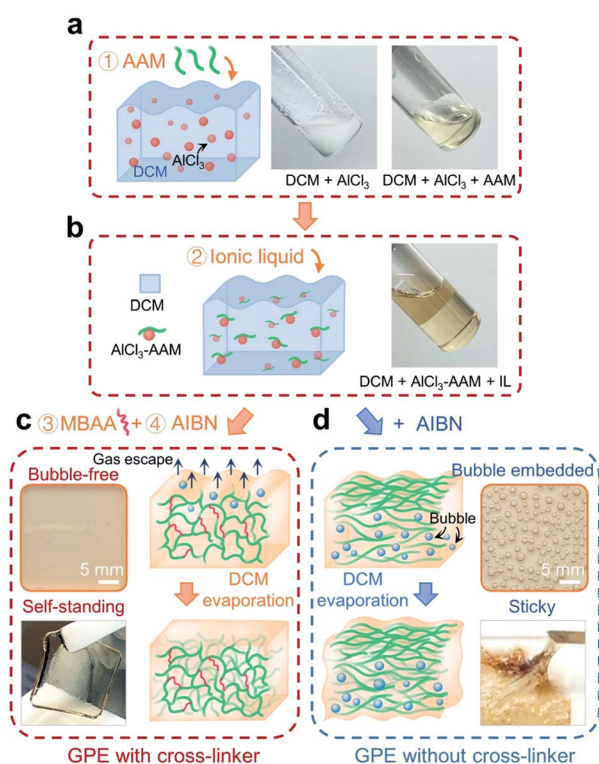 a
① AAM
AlCl₃
DCM
DCM + AlCl₃
DCM + AlCl₃ + AAM
b
② Ionic liquid
DCM
AlCl₃-AAM
DCM + AlCl₃-AAM + IL
c
③ MBAA + ④ AIBN
Gas escape
Bubble-free
5 mm
DCM
evaporation
Self-standing
GPE with cross-linker
d
+ AIBN
Bubble embedded
Bubble
5 mm
DCM
evaporation
Sticky
GPE without cross-linker